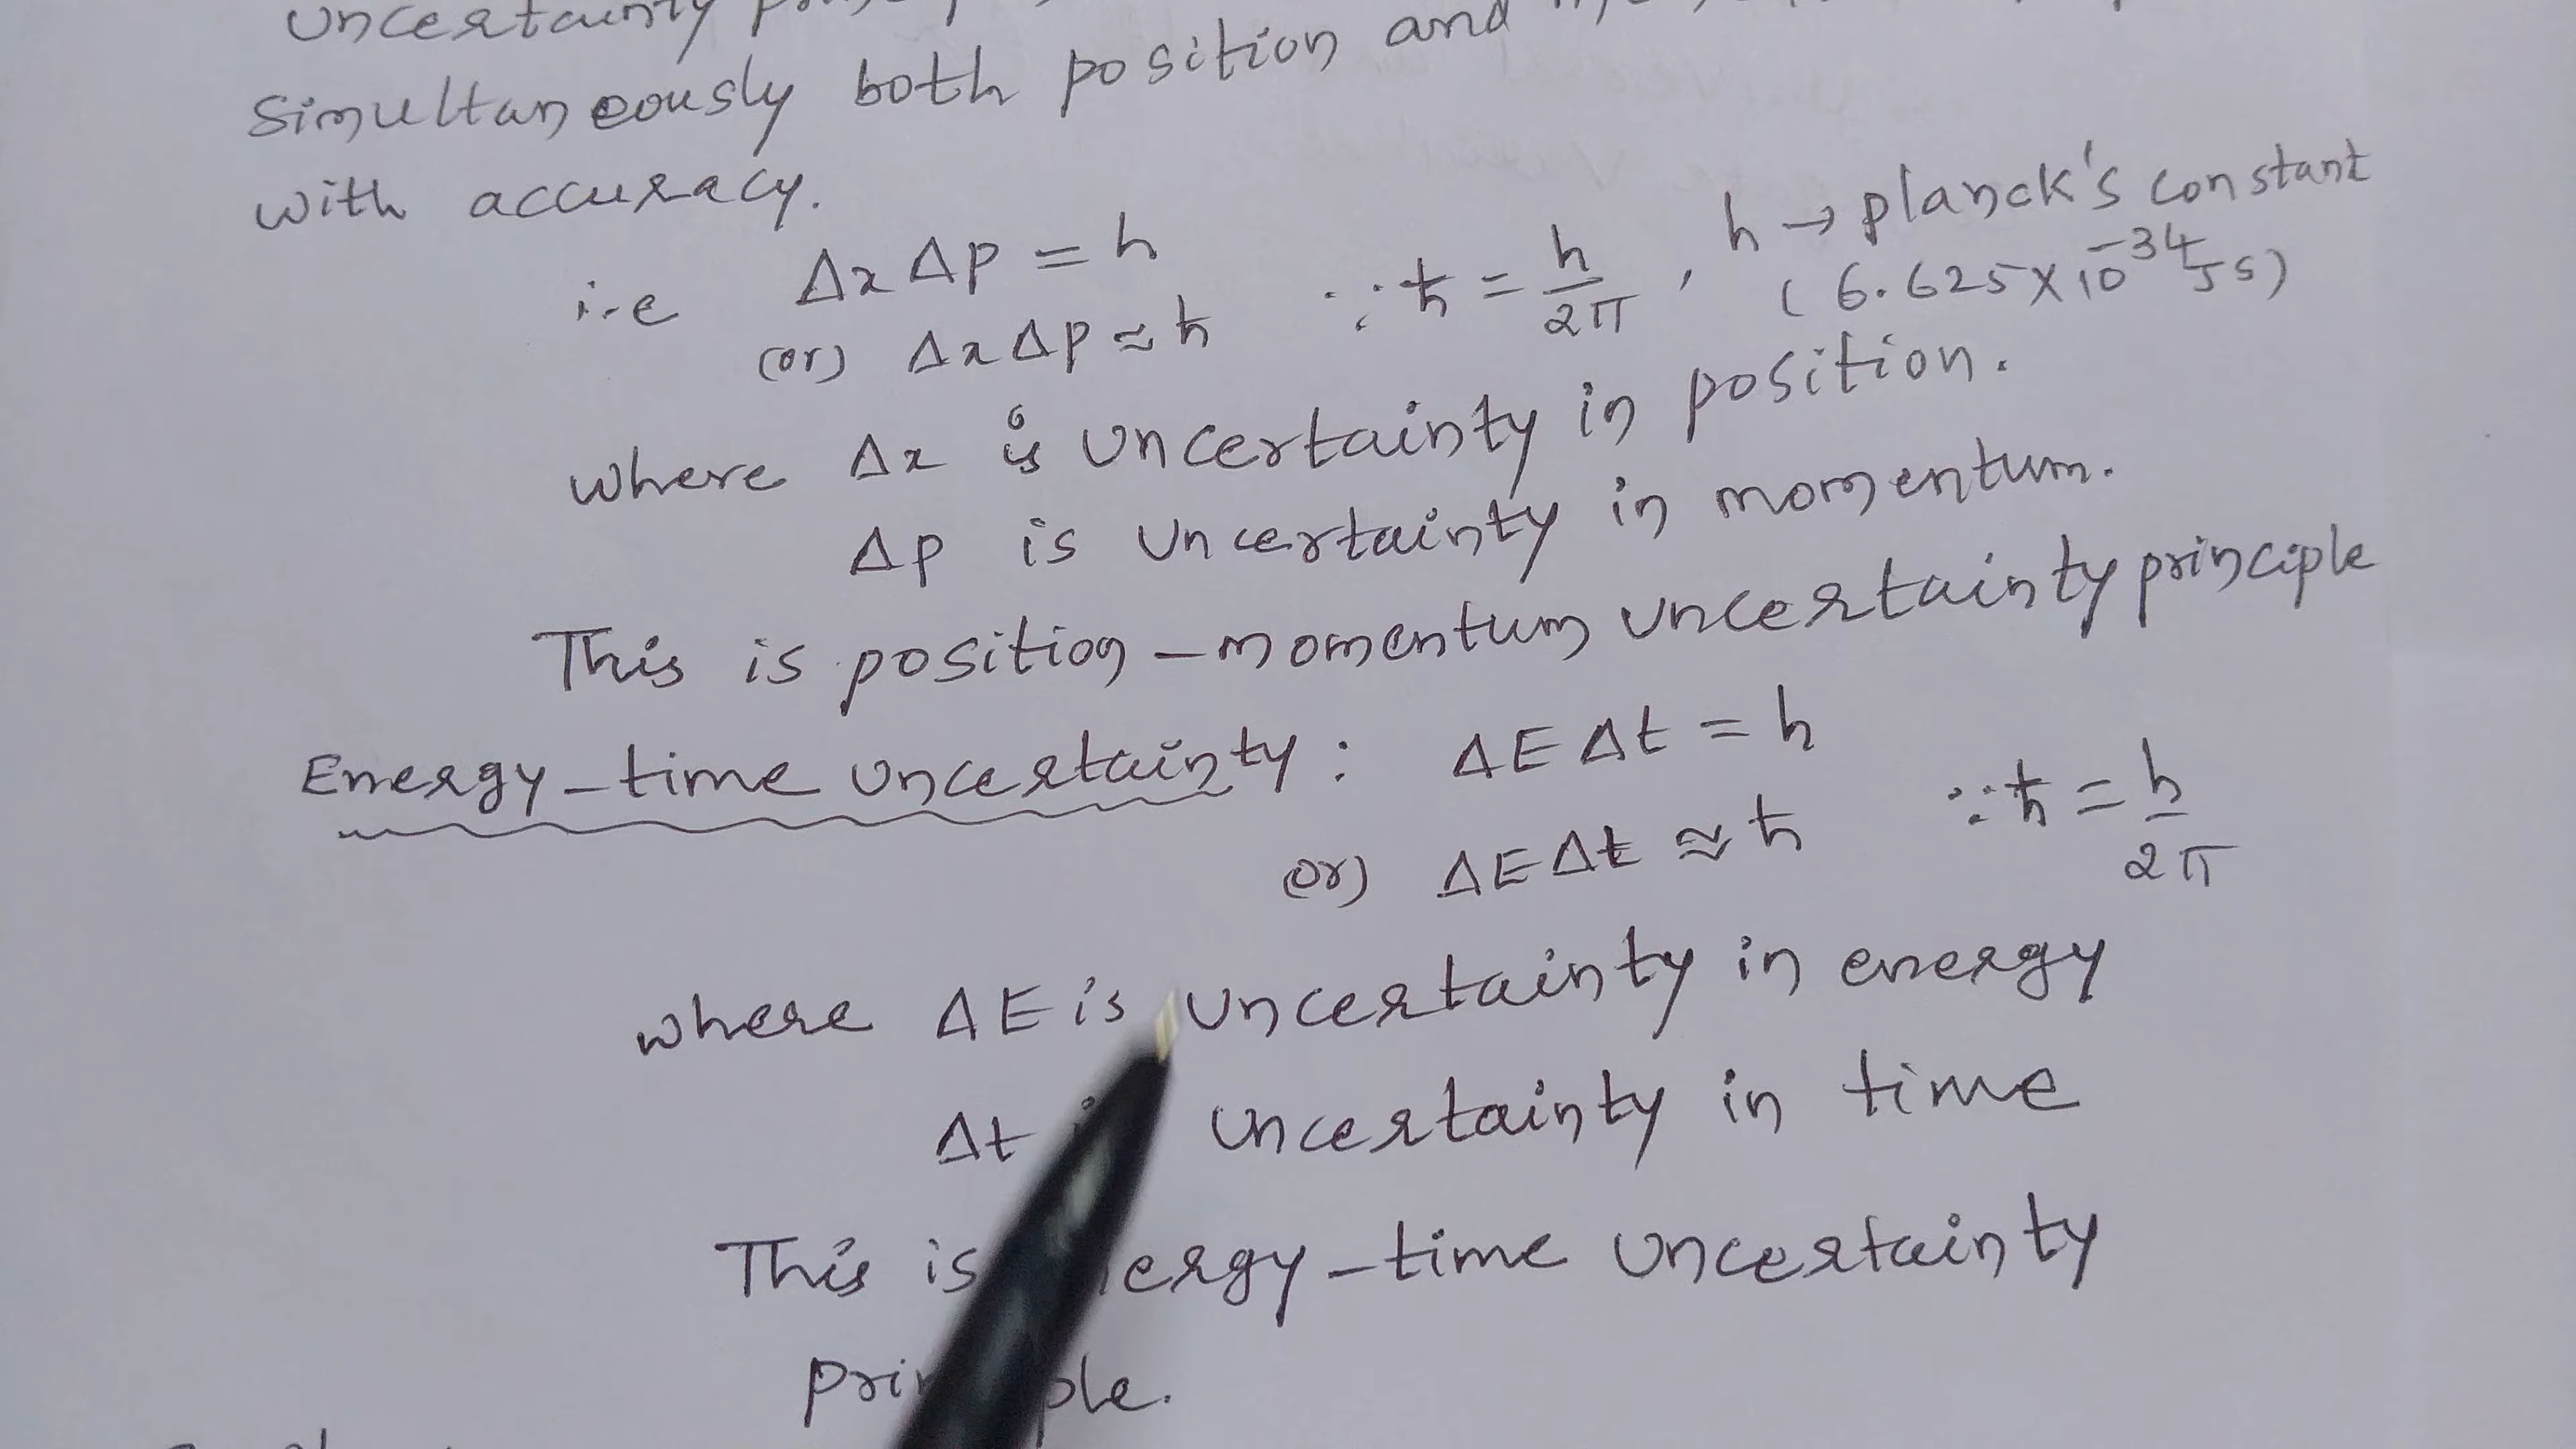 uncertainty
simultaneously both position and
with accuracy.
i.e Δx Δp = h ∵ ħ = h/2π , h → planck's constant
(6.625 × 10⁻³⁴ Js)
(or) Δx Δp ≈ ħ
where Δx is uncertainty in position.
Δp is uncertainty in momentum.
This is position - momentum uncertainty principle
Energy - time uncertainty : ΔE Δt = h
(or) ΔE Δt ≈ ħ ∵ ħ = h/2π
where ΔE is uncertainty in energy
Δt uncertainty in time
This is ergy - time uncertainty
pri ple.